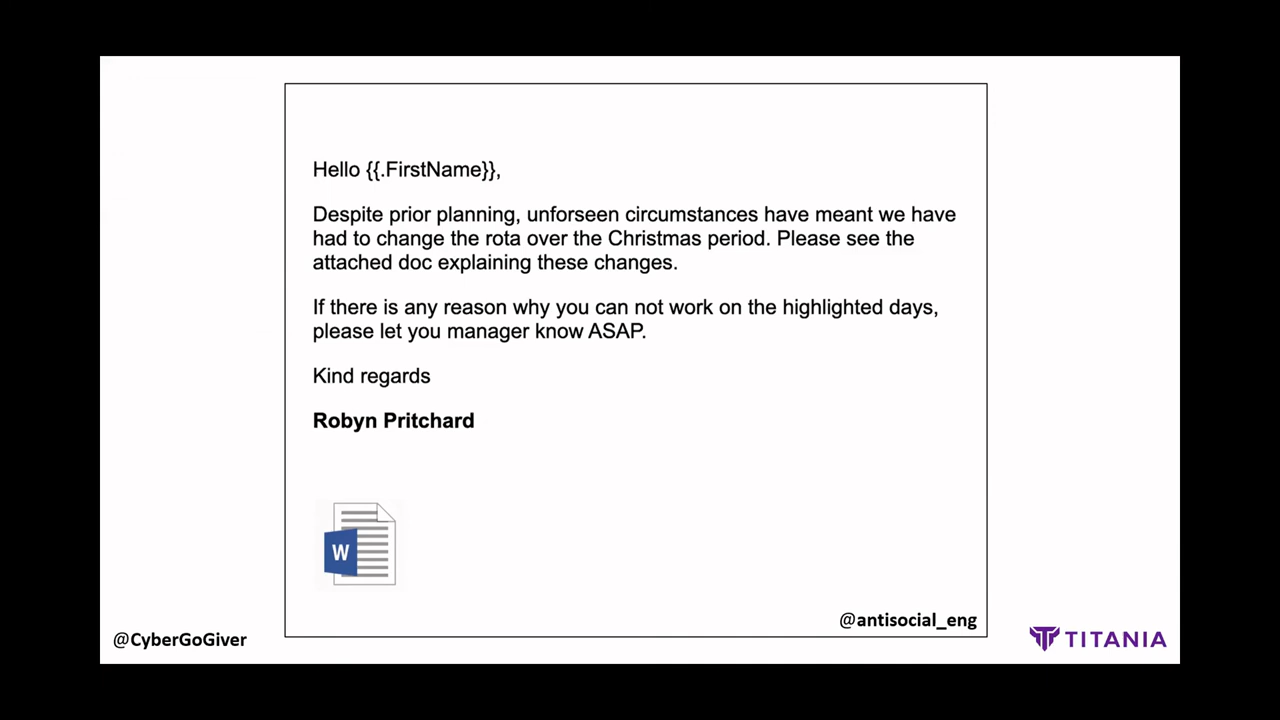 Hello {{.FirstName}},
Despite prior planning, unforseen circumstances have meant we have
had to change the rota over the Christmas period. Please see the
attached doc explaining these changes.
If there is any reason why you can not work on the highlighted days,
please let you manager know ASAP.
Kind regards
Robyn Pritchard
W
@antisocial_eng
@CyberGoGiver
TITANIA